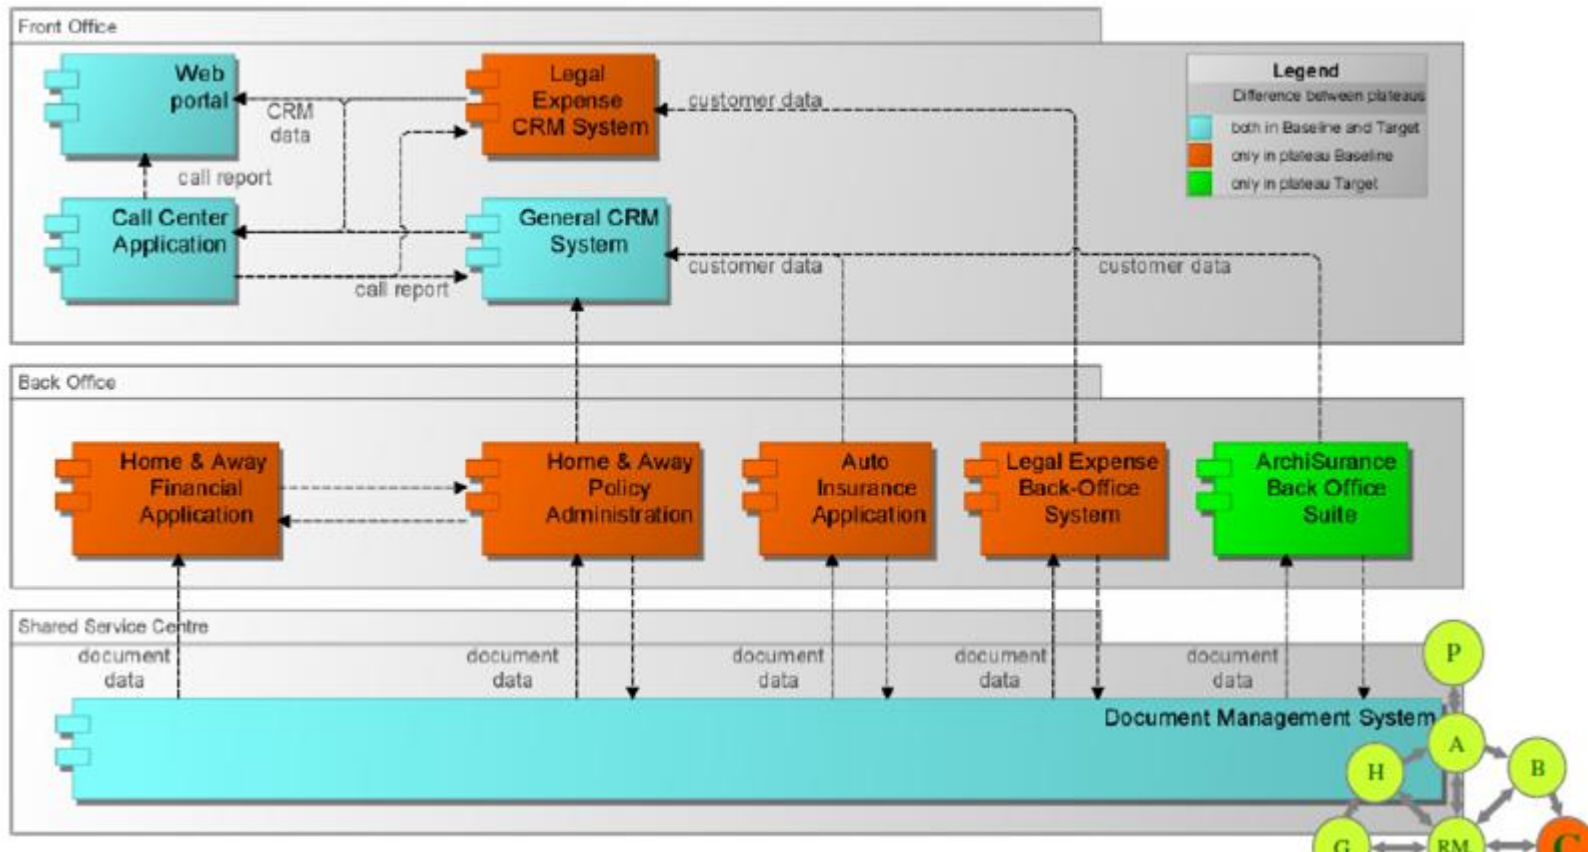 Front Office
Web
portal
Legal
Expense
CRM System
customer data
CRM
data
Legend
Difference between plateaus
both in Baseline and Target
only in plateau Baseline
only in plateau Target
call report
Call Center
Application
General CRM
System
customer data
customer data
call report
Back Office
Home & Away
Financial
Application
Home & Away
Policy
Administration
Auto
Insurance
Application
Legal Expense
Back-Office
System
ArchiSurance
Back Office
Suite
Shared Service Centre
document
data
document
data
document
data
document
data
document
data
Document Management System
P
A
H
B
G
RM
C